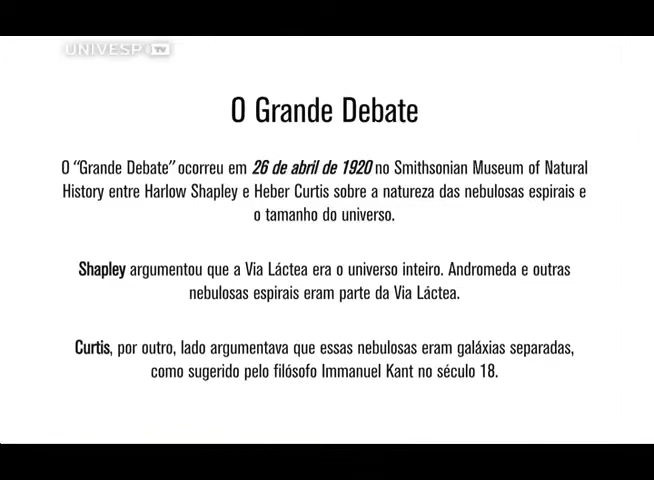 UNIVESP TV
O Grande Debate
O “Grande Debate” ocorreu em 26 de abril de 1920 no Smithsonian Museum of Natural
History entre Harlow Shapley e Heber Curtis sobre a natureza das nebulosas espirais e
o tamanho do universo.
Shapley argumentou que a Via Láctea era o universo inteiro. Andromeda e outras
nebulosas espirais eram parte da Via Láctea.
Curtis, por outro, lado argumentava que essas nebulosas eram galáxias separadas,
como sugerido pelo filósofo Immanuel Kant no século 18.